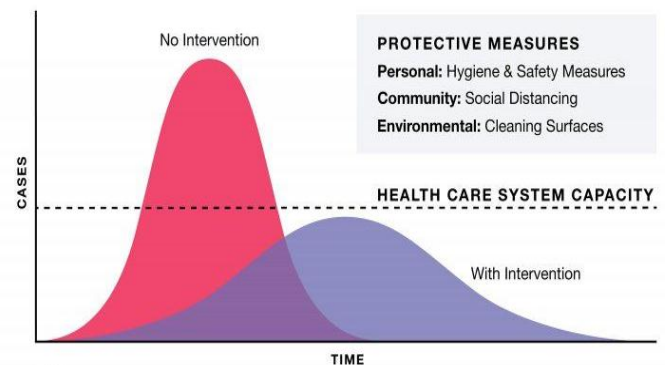 No Intervention
PROTECTIVE MEASURES
Personal: Hygiene & Safety Measures
Community: Social Distancing
Environmental: Cleaning Surfaces
CASES
HEALTH CARE SYSTEM CAPACITY
With Intervention
TIME